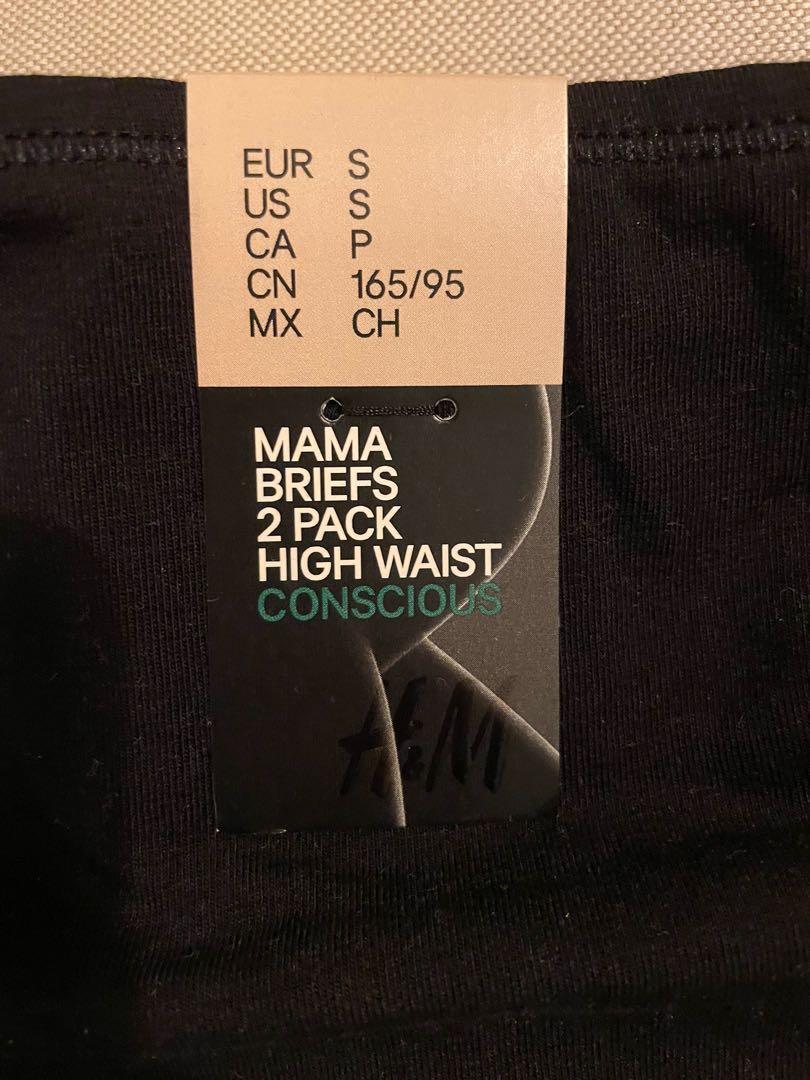 EUR S
US S
CA P
CN 165/95
MX CH
MAMA
BRIEFS
2 PACK
HIGH WAIST
CONSCIOUS
H&M